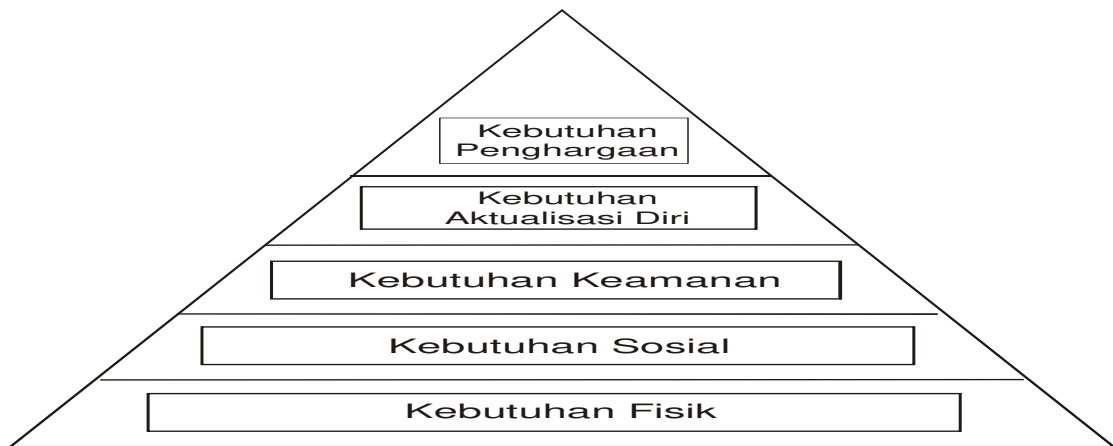 Kebutuhan
Penghargaan
Kebutuhan
Aktualisasi Diri
Kebutuhan Keamanan
Kebutuhan Sosial
Kebutuhan Fisik